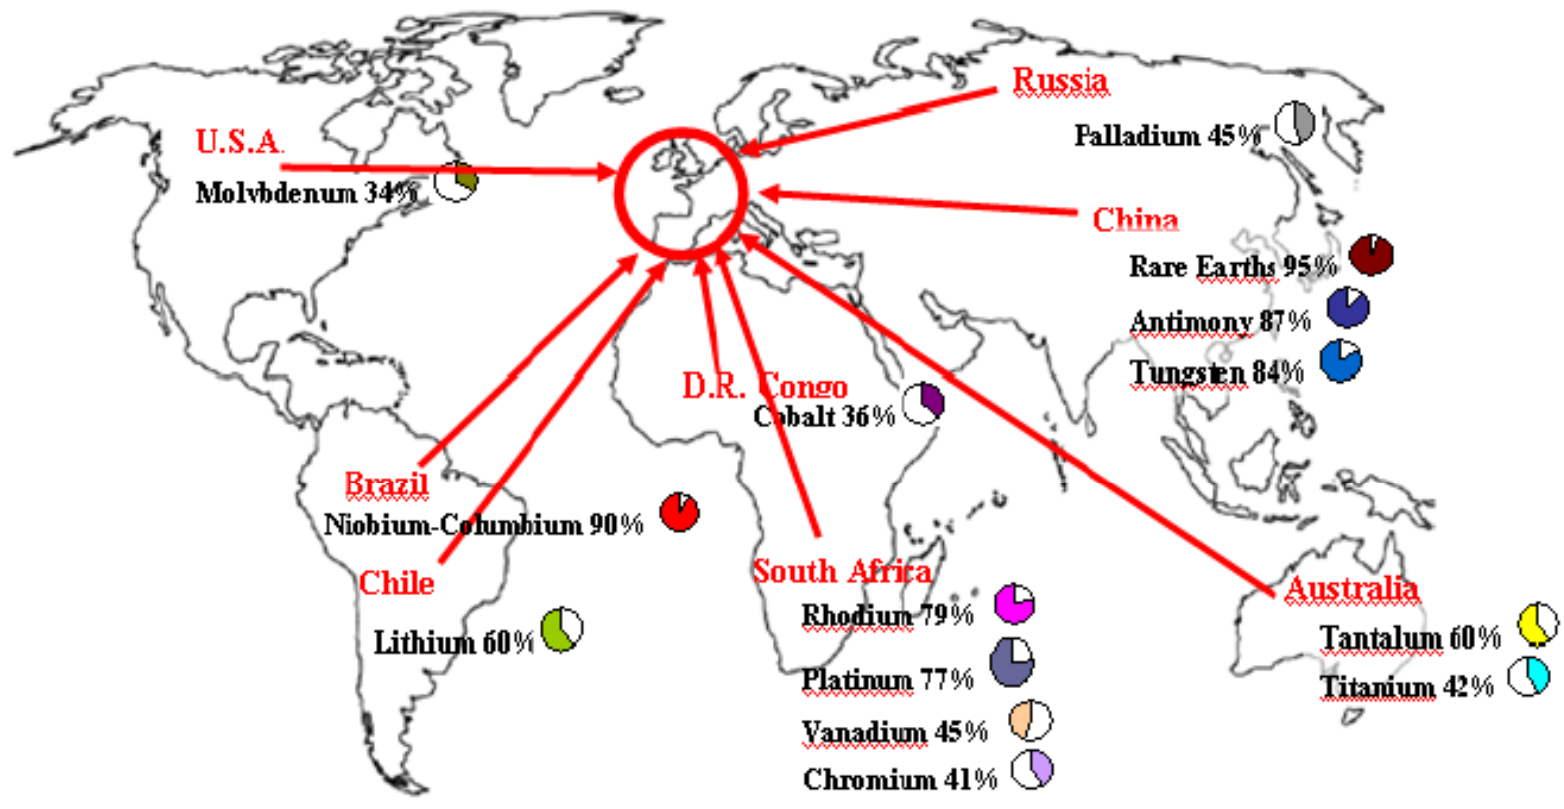 Russia
Palladium 45%
U.S.A.
Molybdenum 34%
China
Rare Earths 95%
Antimony 87%
Tungsten 84%
D.R. Congo
Cobalt 36%
Brazil
Niobium-Columbium 90%
Chile
Lithium 60%
South Africa
Rhodium 79%
Platinum 77%
Vanadium 45%
Chromium 41%
Australia
Tantalum 60%
Titanium 42%